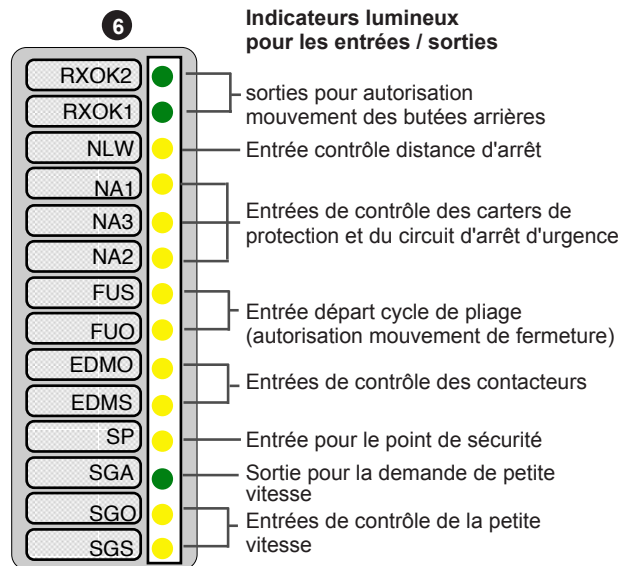 6
Indicateurs lumineux
pour les entrées / sorties
RXOK2
RXOK1
sorties pour autorisation
mouvement des butées arrières
NLW
Entrée contrôle distance d'arrêt
NA1
NA3
NA2
Entrées de contrôle des carters de
protection et du circuit d'arrêt d'urgence
FUS
FUO
Entrée départ cycle de pliage
(autorisation mouvement de fermeture)
EDMO
EDMS
Entrées de contrôle des contacteurs
SP
Entrée pour le point de sécurité
SGA
Sortie pour la demande de petite
vitesse
SGO
SGS
Entrées de contrôle de la petite
vitesse